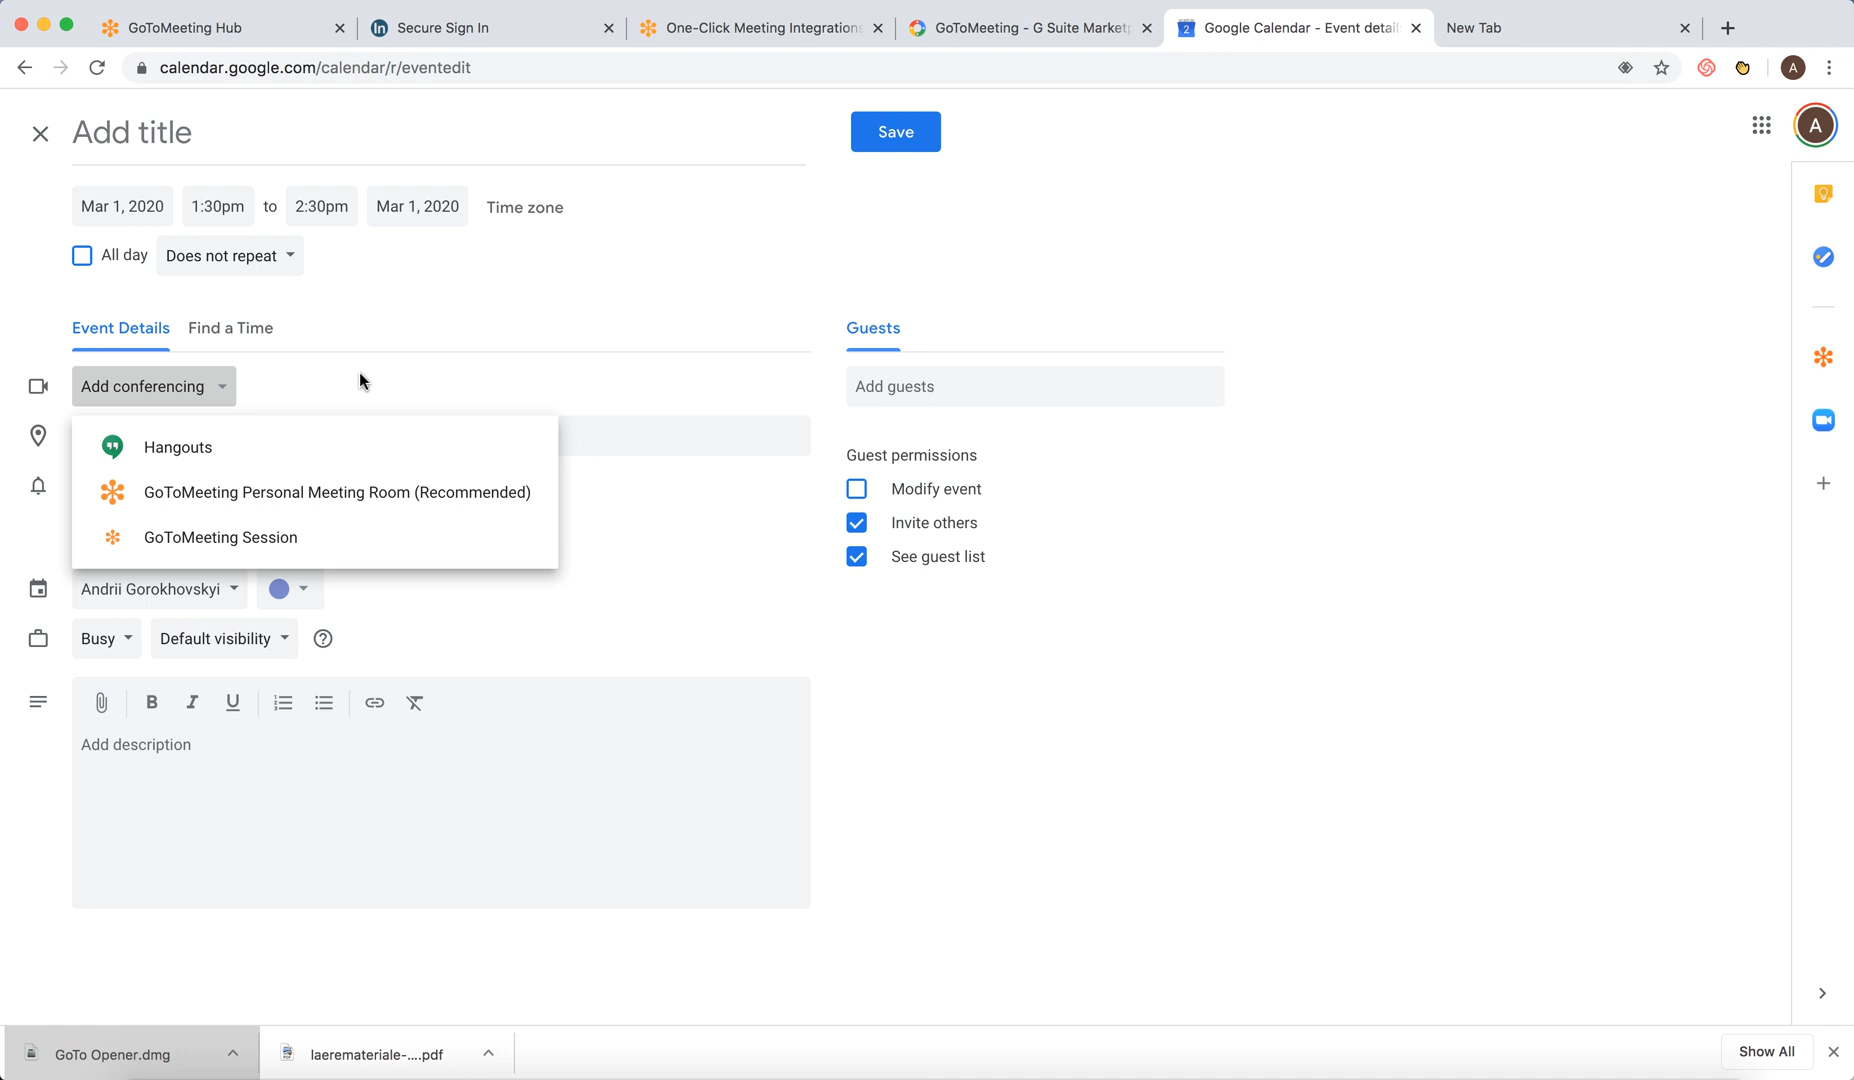 GoToMeeting Hub
Secure Sign In
One-Click Meeting Integrations
GoToMeeting - G Suite Marketp
2
Google Calendar - Event detail
New Tab
calendar.google.com/calendar/r/eventedit
A
Add title
Save
A
Mar 1, 2020 1:30pm to 2:30pm Mar 1, 2020 Time zone
All day Does not repeat
Event Details Find a Time
Guests
Add conferencing
Add guests
Hangouts
GoToMeeting Personal Meeting Room (Recommended)
GoToMeeting Session
Guest permissions
Modify event
Invite others
See guest list
Andrii Gorokhovskyi
Busy Default visibility
B I U
Add description
GoTo Opener.dmg
laeremateriale-....pdf
Show All